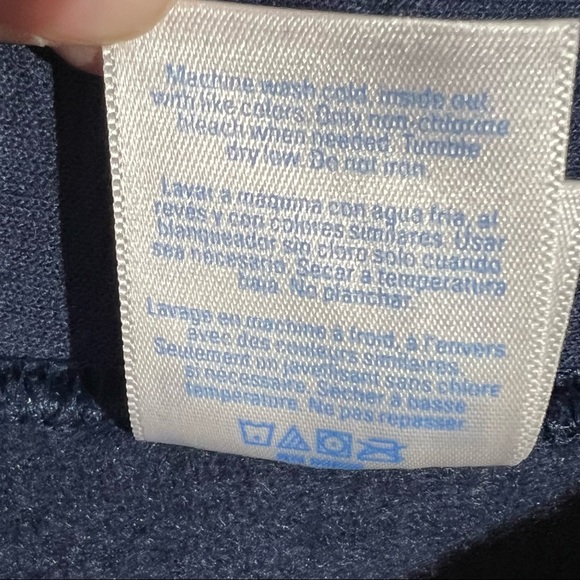 Machine wash cold, inside out,
with like colors. Only non-chlorine
bleach when needed. Tumble
dry low. Do not iron.
Lavar a máquina con agua fría, al
revés y con colores similares. Usar
blanqueador sin cloro solo cuando
sea necesario. Secar a temperatura
baja. No planchar.
Lavage en machine à froid, à l'envers
avec des couleurs similaires.
Seulement un javellisant sans chlore
si nécessaire. Sécher à basse
température. Ne pas repasser.